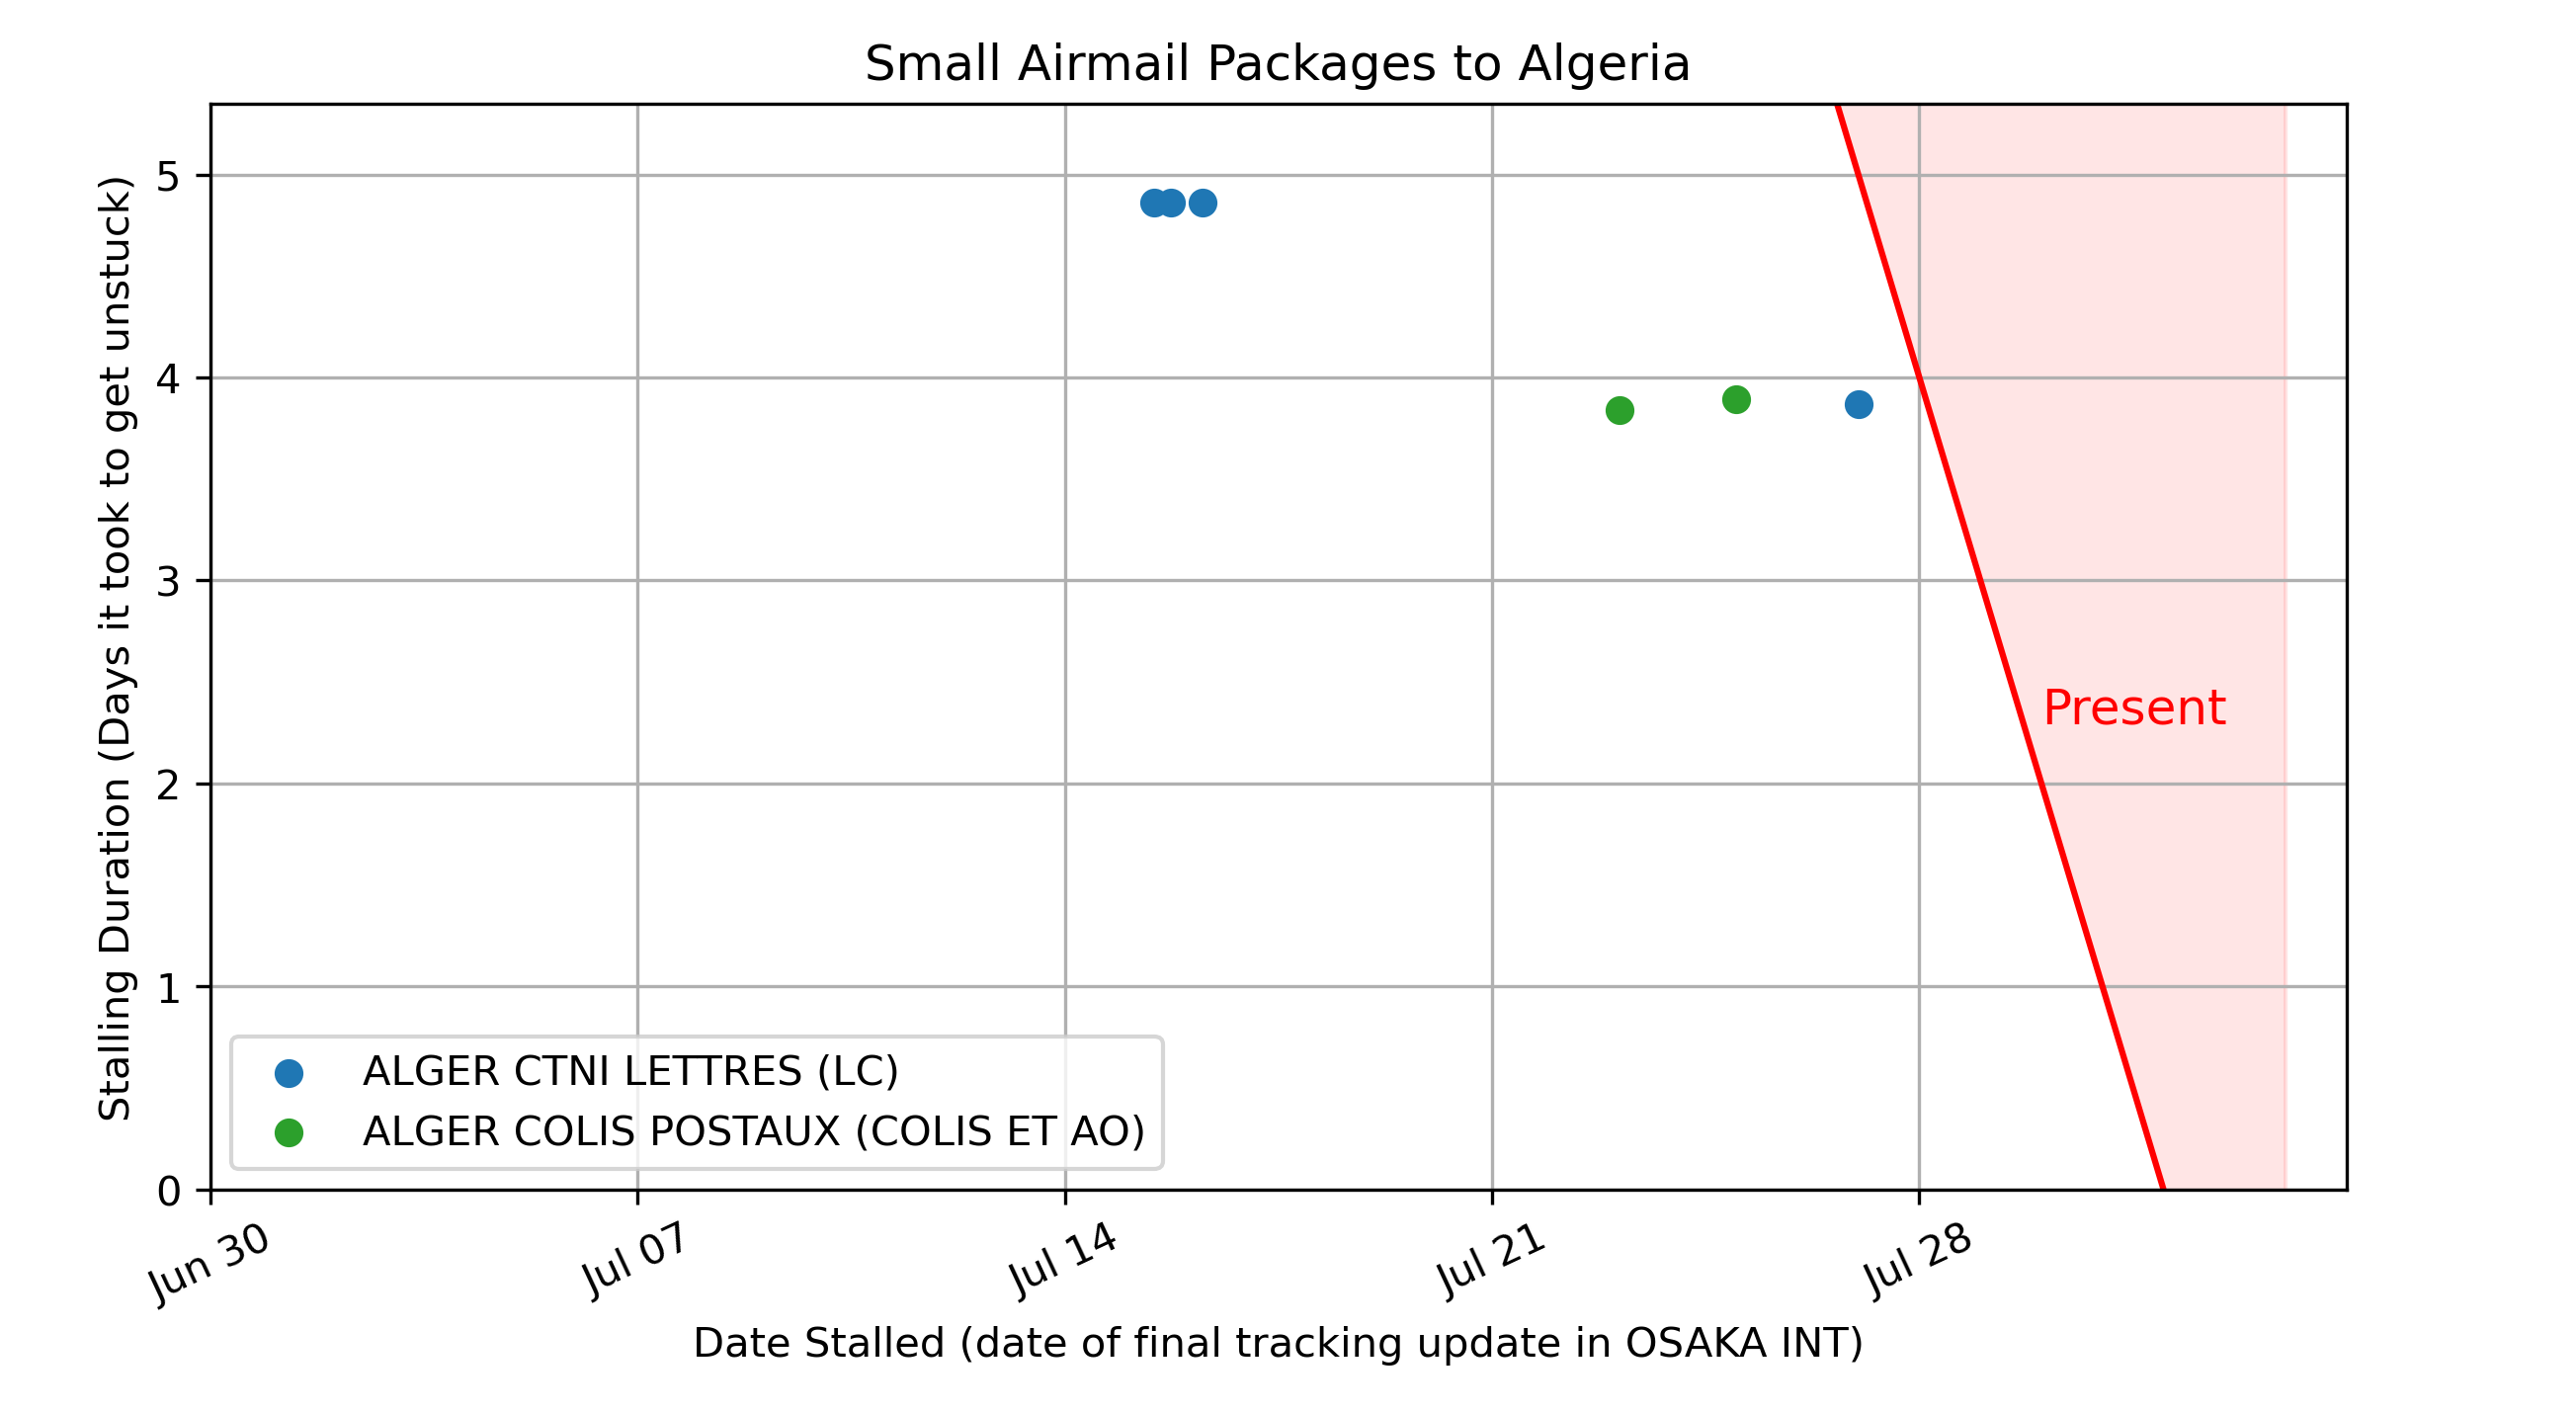 Small Airmail Packages to Algeria
Stalling Duration (Days it took to get unstuck)
5
4
3
2
1
0
Present
ALGER CTNI LETTRES (LC)
ALGER COLIS POSTAUX (COLIS ET AO)
Jun 30
Jul 07
Jul 14
Jul 21
Jul 28
Date Stalled (date of final tracking update in OSAKA INT)